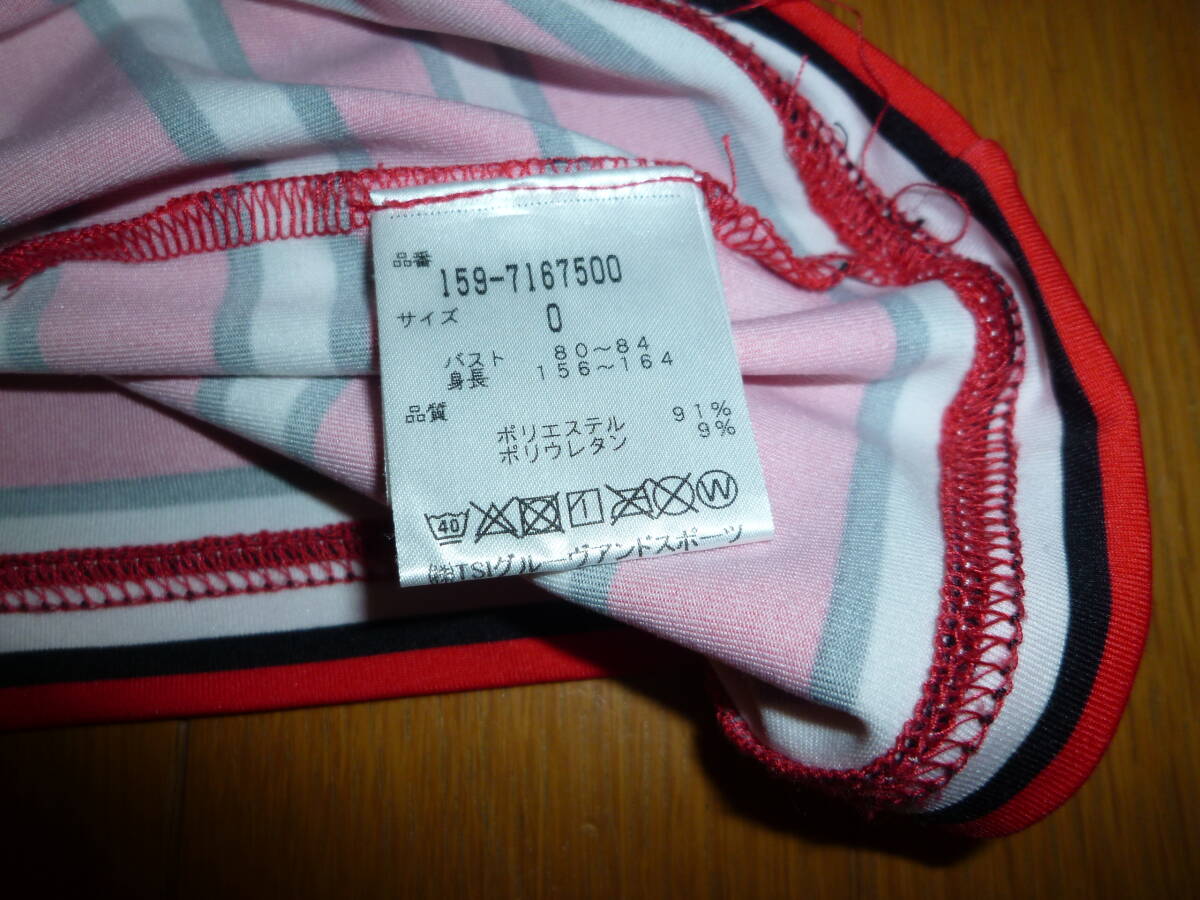 品番
159-7167500
サイズ 0
バスト 80~84
身長 156~164
品質
ポリエステル 91%
ポリウレタン 9%
40 W
㈱TSIグルーヴアンドスポーツ